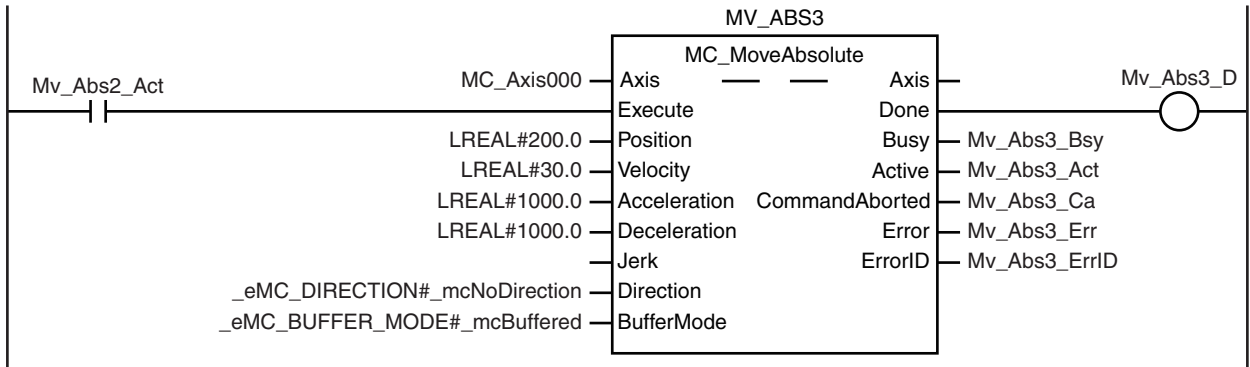 MV_ABS3
MC_MoveAbsolute
Mv_Abs2_Act
MC_Axis000 Axis Axis Mv_Abs3_D
Execute Done
LREAL#200.0 Position Busy Mv_Abs3_Bsy
LREAL#30.0 Velocity Active Mv_Abs3_Act
LREAL#1000.0 Acceleration CommandAborted Mv_Abs3_Ca
LREAL#1000.0 Deceleration Error Mv_Abs3_Err
Jerk ErrorID Mv_Abs3_ErrID
_eMC_DIRECTION#_mcNoDirection Direction
_eMC_BUFFER_MODE#_mcBuffered BufferMode